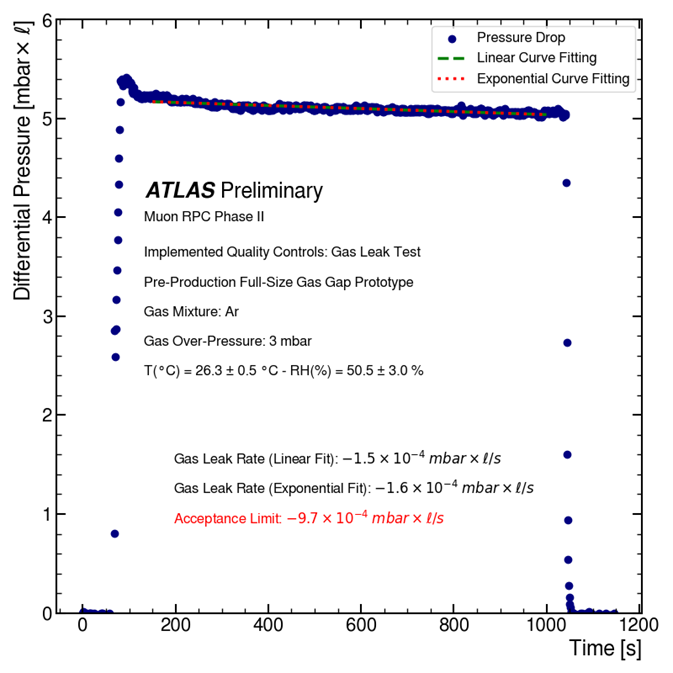 6
5
4
3
2
1
0
Differential Pressure [mbar × ℓ]
Pressure Drop
Linear Curve Fitting
Exponential Curve Fitting
ATLAS Preliminary
Muon RPC Phase II
Implemented Quality Controls: Gas Leak Test
Pre-Production Full-Size Gas Gap Prototype
Gas Mixture: Ar
Gas Over-Pressure: 3 mbar
T(°C) = 26.3 ± 0.5 °C - RH(%) = 50.5 ± 3.0 %
Gas Leak Rate (Linear Fit): −1.5 × 10⁻⁴ mbar × ℓ/s
Gas Leak Rate (Exponential Fit): −1.6 × 10⁻⁴ mbar × ℓ/s
Acceptance Limit: −9.7 × 10⁻⁴ mbar × ℓ/s
0 200 400 600 800 1000 1200
Time [s]